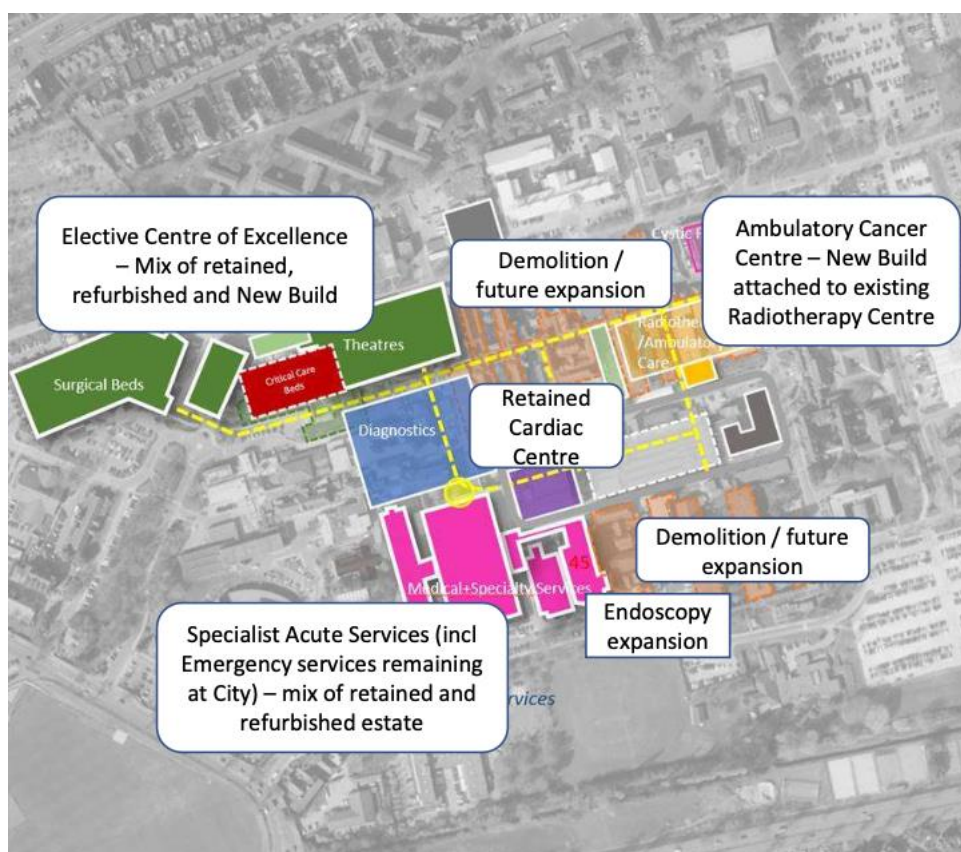 Elective Centre of Excellence
– Mix of retained,
refurbished and New Build
Demolition /
future expansion
Cystic
Ambulatory Cancer
Centre – New Build
attached to existing
Radiotherapy Centre
Surgical Beds
Critical Care
Beds
Theatres
Diagnostics
Retained
Cardiac
Centre
Care
Medical+Specialty Services
45
Demolition / future
expansion
Endoscopy
expansion
Specialist Acute Services (incl
Emergency services remaining
at City) – mix of retained and
refurbished estate